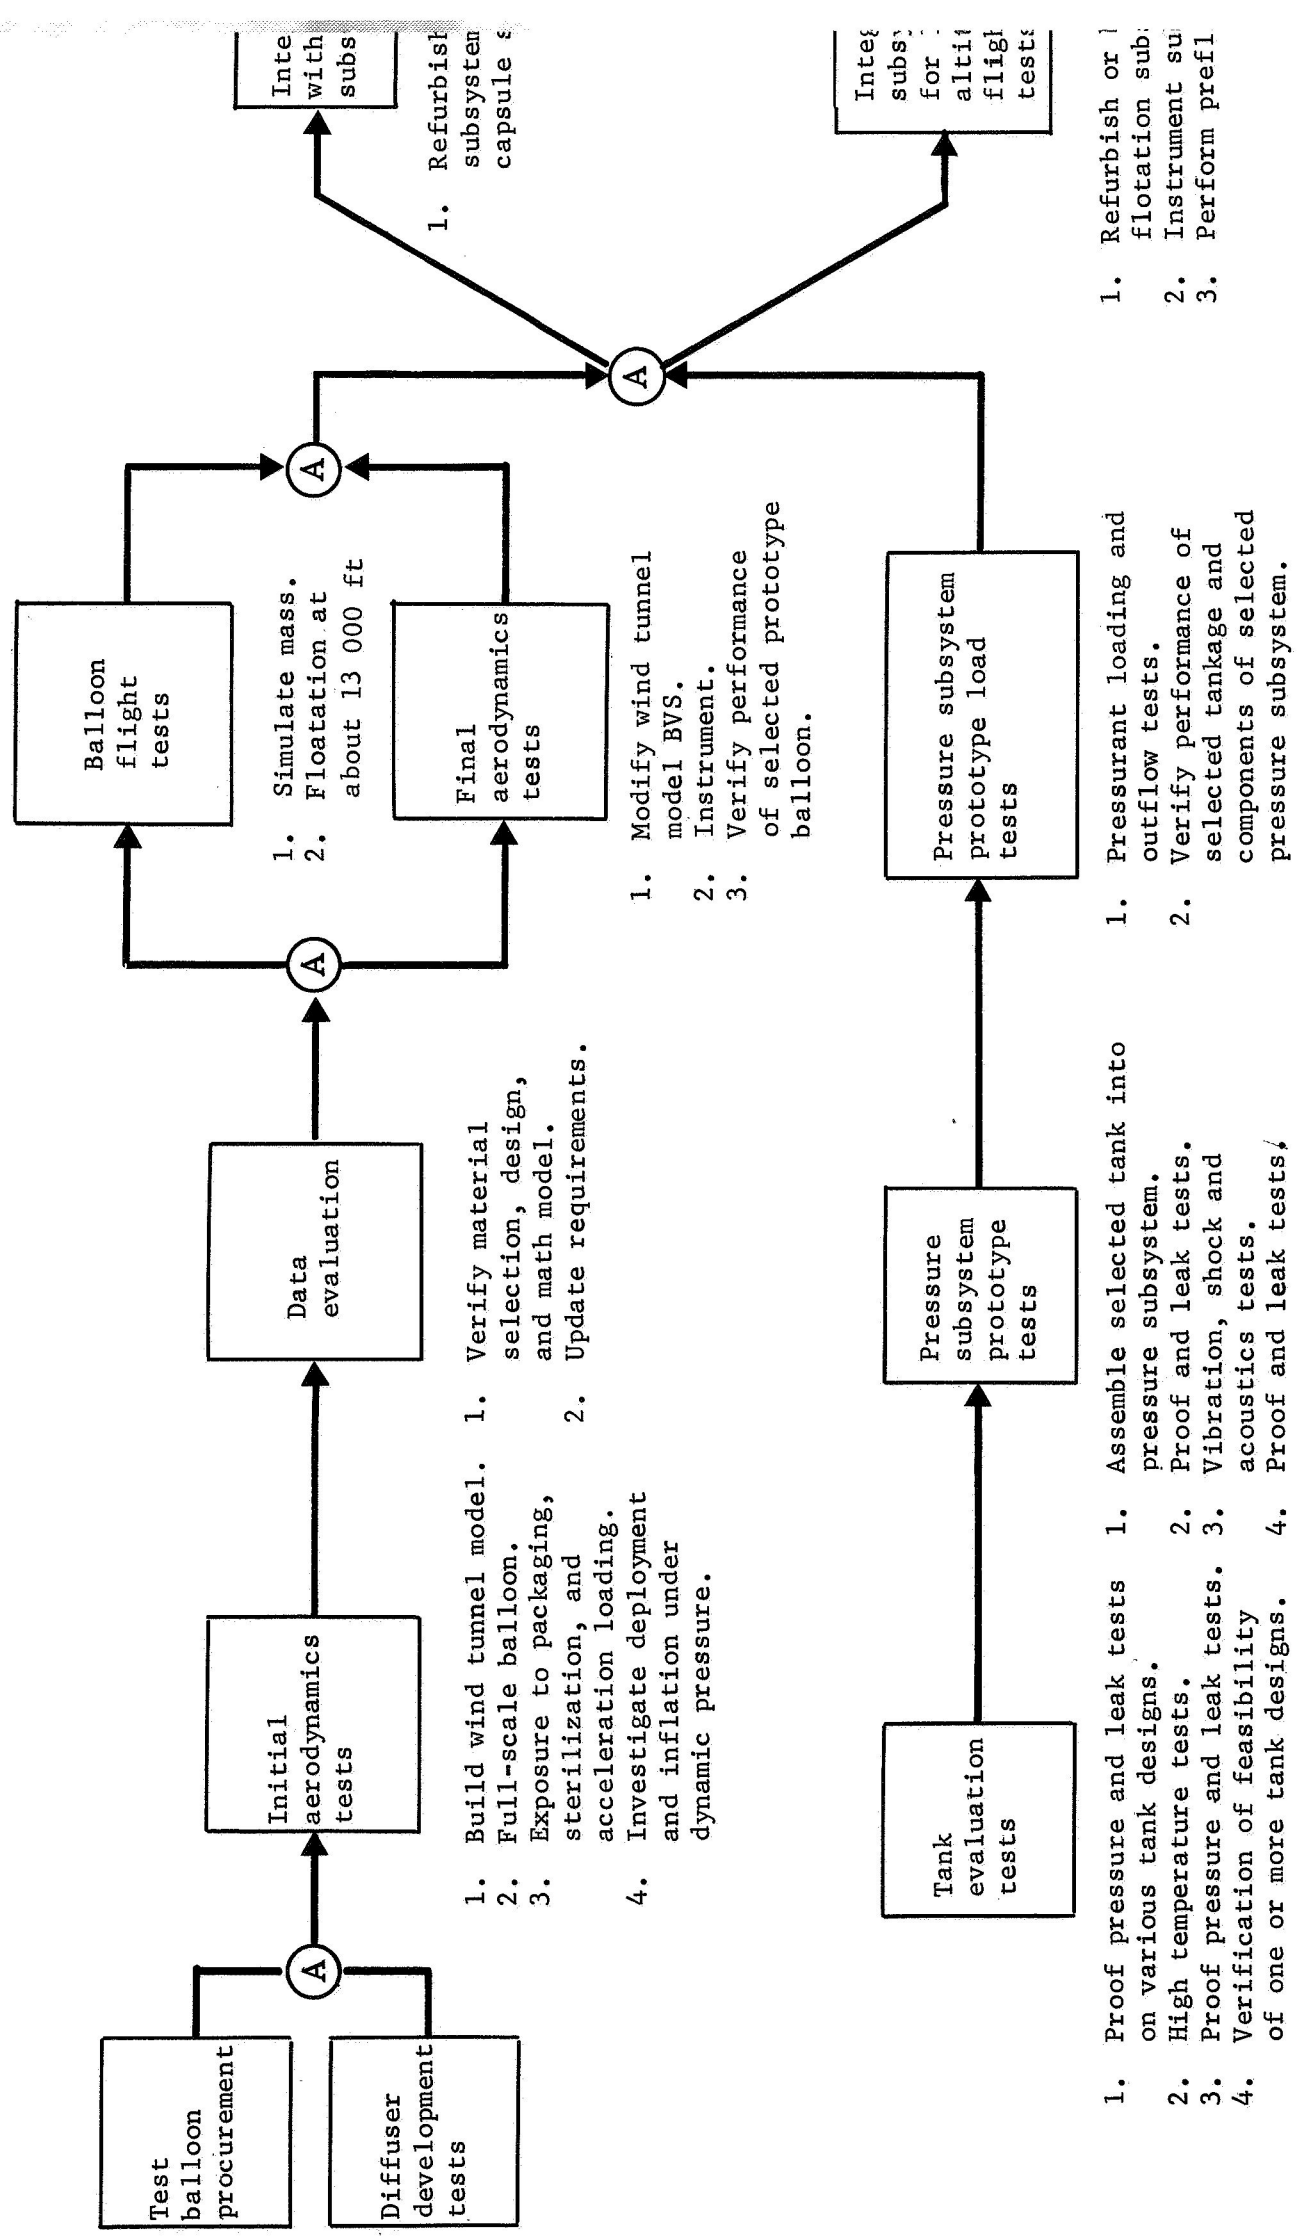 Test
balloon
procurement
Diffuser
development
tests
A
Initial
aerodynamics
tests
1. Build wind tunnel model.
2. Full-scale balloon.
3. Exposure to packaging,
sterilization, and
acceleration loading.
4. Investigate deployment
and inflation under
dynamic pressure.
Data
evaluation
1. Verify material
selection, design,
and math model.
2. Update requirements.
A
Balloon
flight
tests
1. Simulate mass.
2. Floatation at
about 13 000 ft
Final
aerodynamics
tests
1. Modify wind tunnel
model BVS.
2. Instrument.
3. Verify performance
of selected prototype
balloon.
A
Tank
evaluation
tests
1. Proof pressure and leak tests
on various tank designs.
2. High temperature tests.
3. Proof pressure and leak tests.
4. Verification of feasibility
of one or more tank designs.
Pressure
subsystem
prototype
tests
1. Assemble selected tank into
pressure subsystem.
2. Proof and leak tests.
3. Vibration, shock and
acoustics tests.
4. Proof and leak tests.
Pressure subsystem
prototype load
tests
1. Pressurant loading and
outflow tests.
2. Verify performance of
selected tankage and
components of selected
pressure subsystem.
A
with
1. Refurbish
capsule
for
tests
1. Refurbish or
flotation
2. Instrument
3. Perform